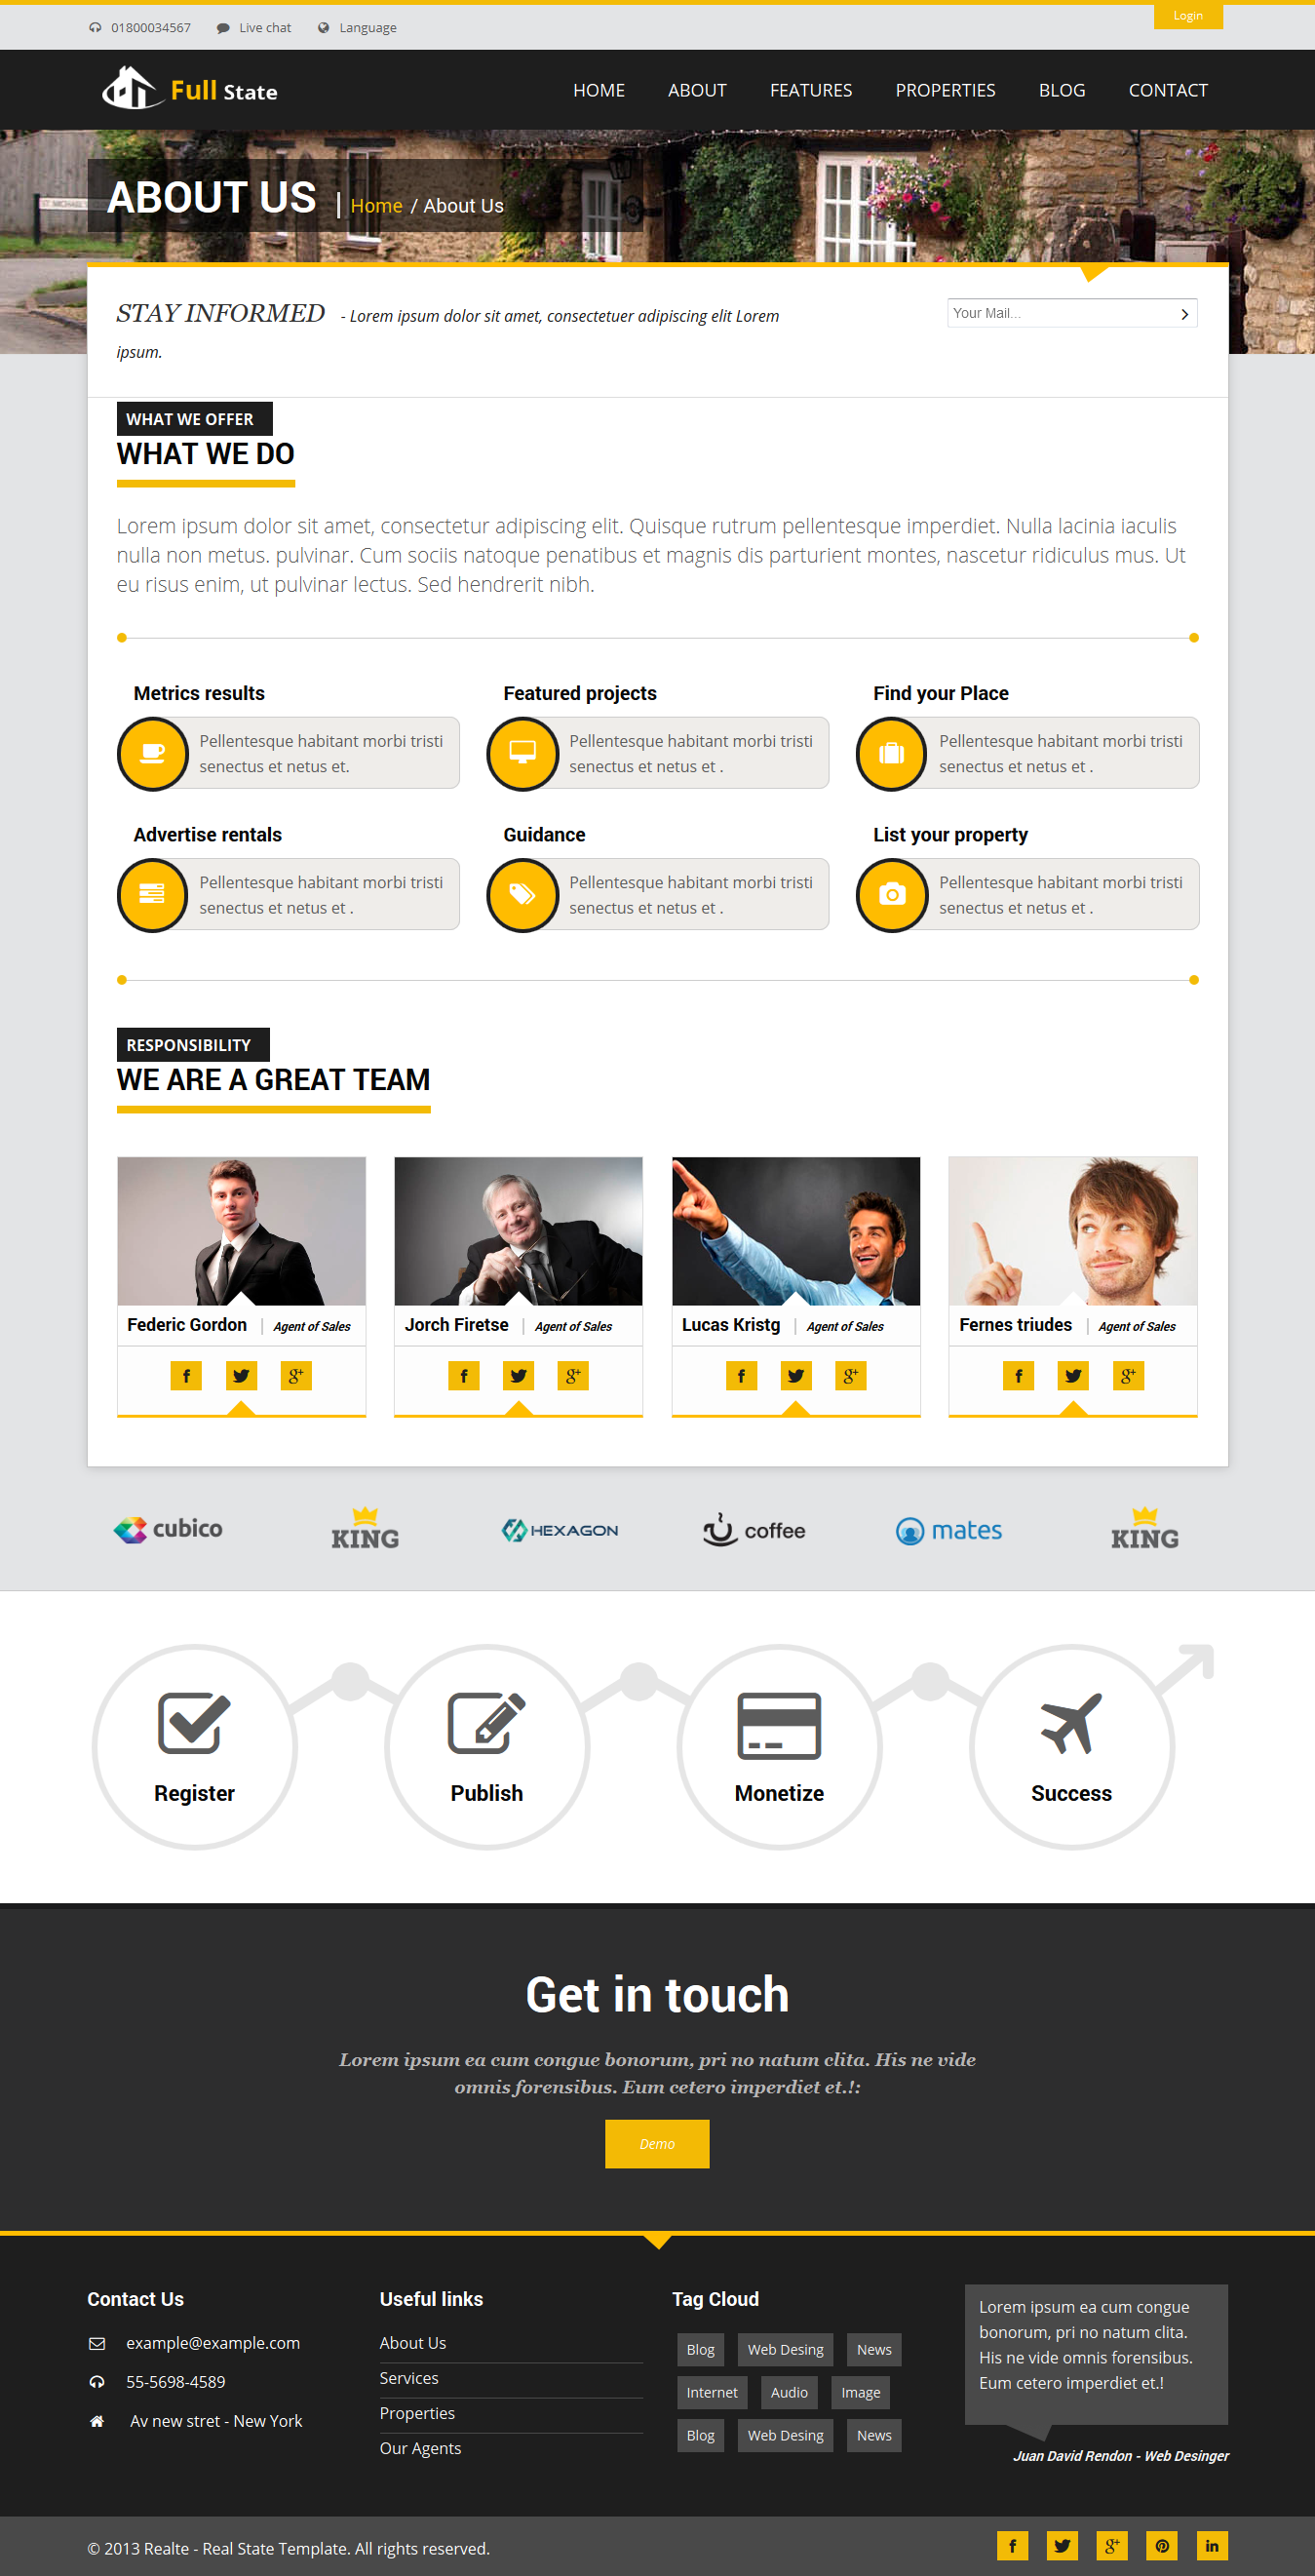 01800034567 Live chat Language Login
Full State HOME ABOUT FEATURES PROPERTIES BLOG CONTACT
ABOUT US Home / About Us
STAY INFORMED - Lorem ipsum dolor sit amet, consectetuer adipiscing elit Lorem
ipsum.
Your Mail...
WHAT WE OFFER
WHAT WE DO
Lorem ipsum dolor sit amet, consectetur adipiscing elit. Quisque rutrum pellentesque imperdiet. Nulla lacinia iaculis
nulla non metus. pulvinar. Cum sociis natoque penatibus et magnis dis parturient montes, nascetur ridiculus mus. Ut
eu risus enim, ut pulvinar lectus. Sed hendrerit nibh.
Metrics results
Pellentesque habitant morbi tristi
senectus et netus et.
Featured projects
Pellentesque habitant morbi tristi
senectus et netus et .
Find your Place
Pellentesque habitant morbi tristi
senectus et netus et .
Advertise rentals
Pellentesque habitant morbi tristi
senectus et netus et .
Guidance
Pellentesque habitant morbi tristi
senectus et netus et .
List your property
Pellentesque habitant morbi tristi
senectus et netus et .
RESPONSIBILITY
WE ARE A GREAT TEAM
Federic Gordon | Agent of Sales
Jorch Firetse | Agent of Sales
Lucas Kristg | Agent of Sales
Fernes triudes | Agent of Sales
cubico KING HEXAGON coffee mates KING
Register Publish Monetize Success
Get in touch
Lorem ipsum ea cum congue bonorum, pri no natum clita. His ne vide
omnis forensibus. Eum cetero imperdiet et.!:
Demo
Contact Us
example@example.com
55-5698-4589
Av new stret - New York
Useful links
About Us
Services
Properties
Our Agents
Tag Cloud
Blog Web Desing News
Internet Audio Image
Blog Web Desing News
Lorem ipsum ea cum congue
bonorum, pri no natum clita.
His ne vide omnis forensibus.
Eum cetero imperdiet et.!
Juan David Rendon - Web Desinger
© 2013 Realte - Real State Template. All rights reserved.